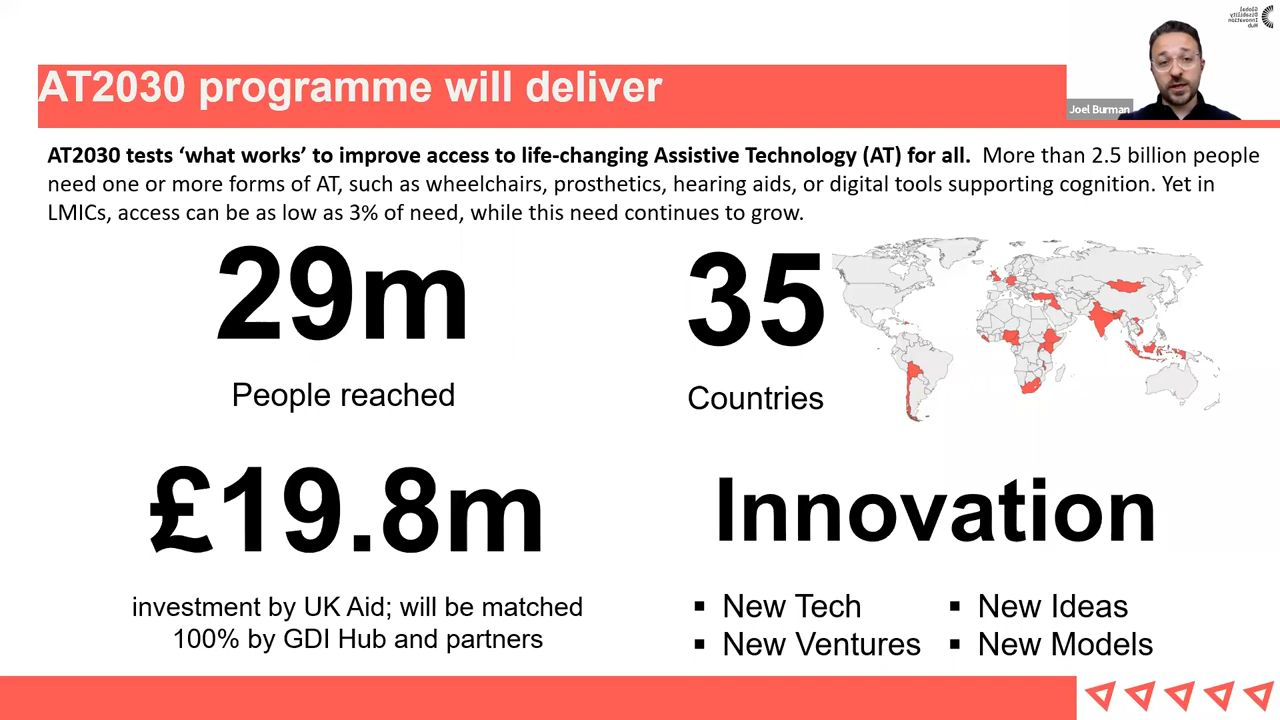 Global
Disability
Innovation
Hub
AT2030 programme will deliver
Joel Burman
AT2030 tests ‘what works’ to improve access to life-changing Assistive Technology (AT) for all. More than 2.5 billion people
need one or more forms of AT, such as wheelchairs, prosthetics, hearing aids, or digital tools supporting cognition. Yet in
LMICs, access can be as low as 3% of need, while this need continues to grow.
29m
People reached
35
Countries
£19.8m
investment by UK Aid; will be matched
100% by GDI Hub and partners
Innovation
▪ New Tech
▪ New Ventures
▪ New Ideas
▪ New Models